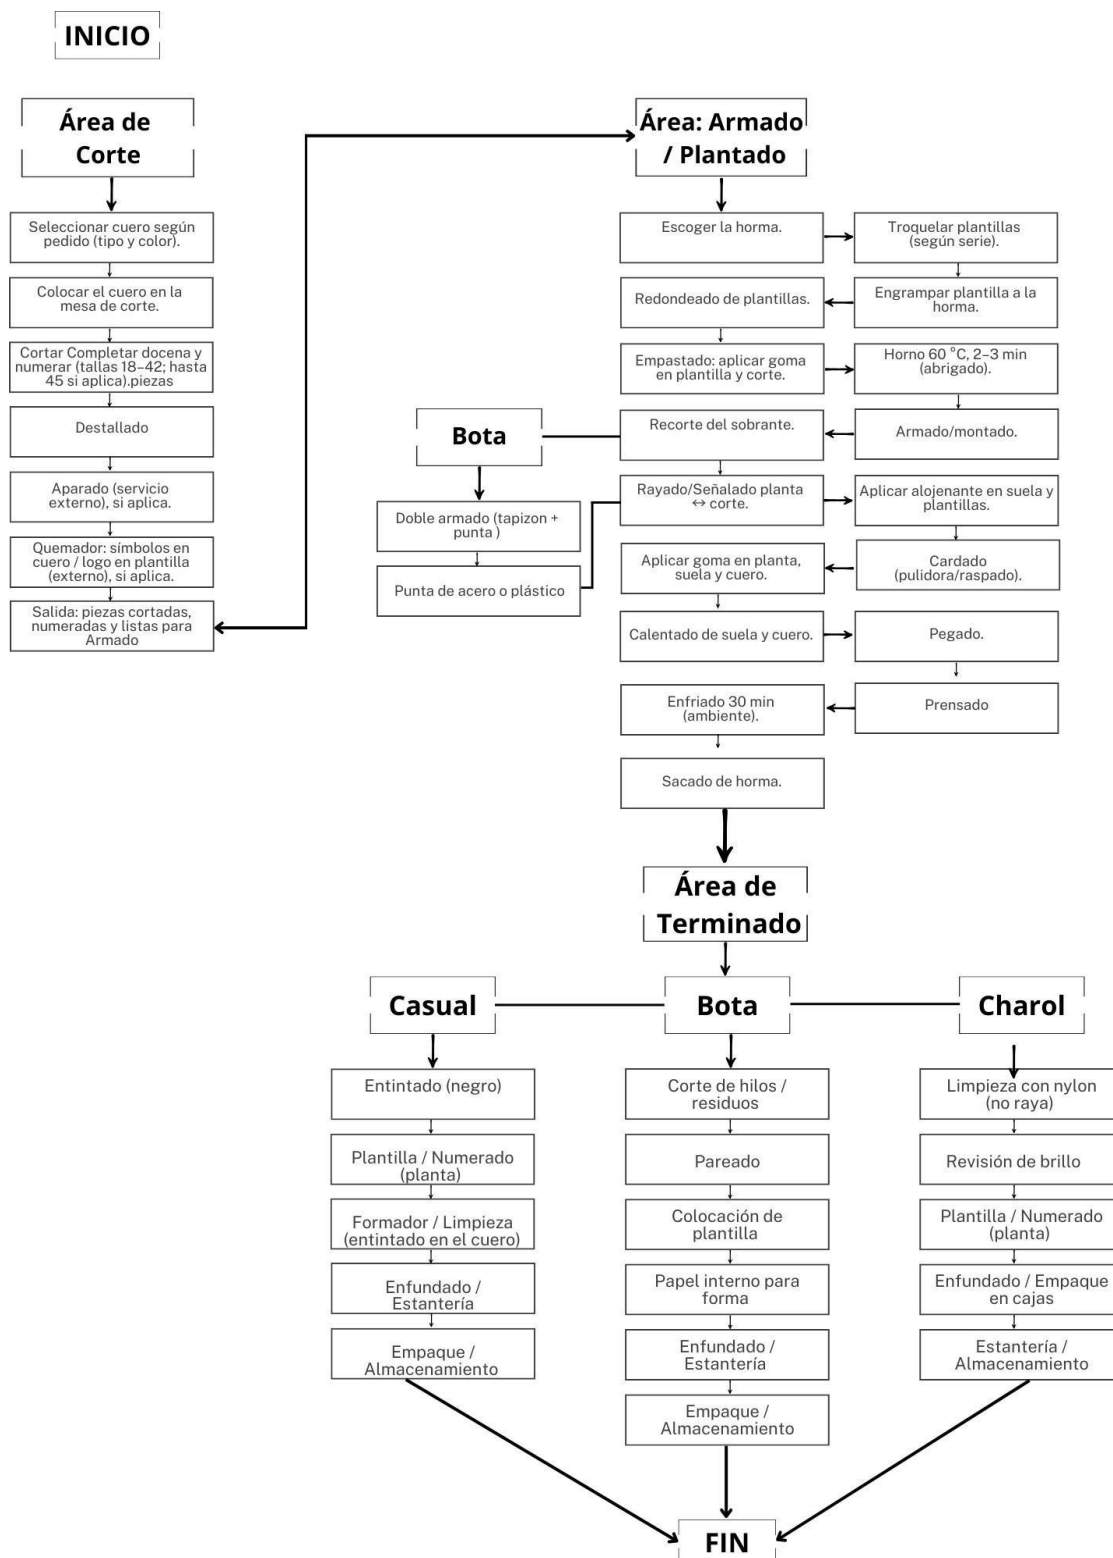 INICIO
Área de
Corte
Seleccionar cuero según
pedido (tipo y color).
Colocar el cuero en la
mesa de corte.
Cortar Completar docena y
numerar (tallas 18–42; hasta
45 si aplica).piezas
Destallado
Aparado (servicio
externo), si aplica.
Quemador: símbolos en
cuero / logo en plantilla
(externo), si aplica.
Salida: piezas cortadas,
numeradas y listas para
Armado
Área: Armado
/ Plantado
Escoger la horma.
Troquelar plantillas
(según serie).
Engrampar plantilla a la
horma.
Redondeado de plantillas.
Empastado: aplicar goma
en plantilla y corte.
Horno 60 °C, 2–3 min
(abrigado).
Armado/montado.
Recorte del sobrante.
Bota
Doble armado (tapizon +
punta )
Punta de acero o plástico
Rayado/Señalado planta
↔ corte.
Aplicar alojenante en suela y
plantillas.
Cardado
(pulidora/raspado).
Aplicar goma en planta,
suela y cuero.
Calentado de suela y cuero.
Pegado.
Prensado
Enfriado 30 min
(ambiente).
Sacado de horma.
Área de
Terminado
Casual
Entintado (negro)
Plantilla / Numerado
(planta)
Formador / Limpieza
(entintado en el cuero)
Enfundado /
Estantería
Empaque /
Almacenamiento
Bota
Corte de hilos /
residuos
Pareado
Colocación de
plantilla
Papel interno para
forma
Enfundado /
Estantería
Empaque /
Almacenamiento
Charol
Limpieza con nylon
(no raya)
Revisión de brillo
Plantilla / Numerado
(planta)
Enfundado / Empaque
en cajas
Estantería /
Almacenamiento
FIN